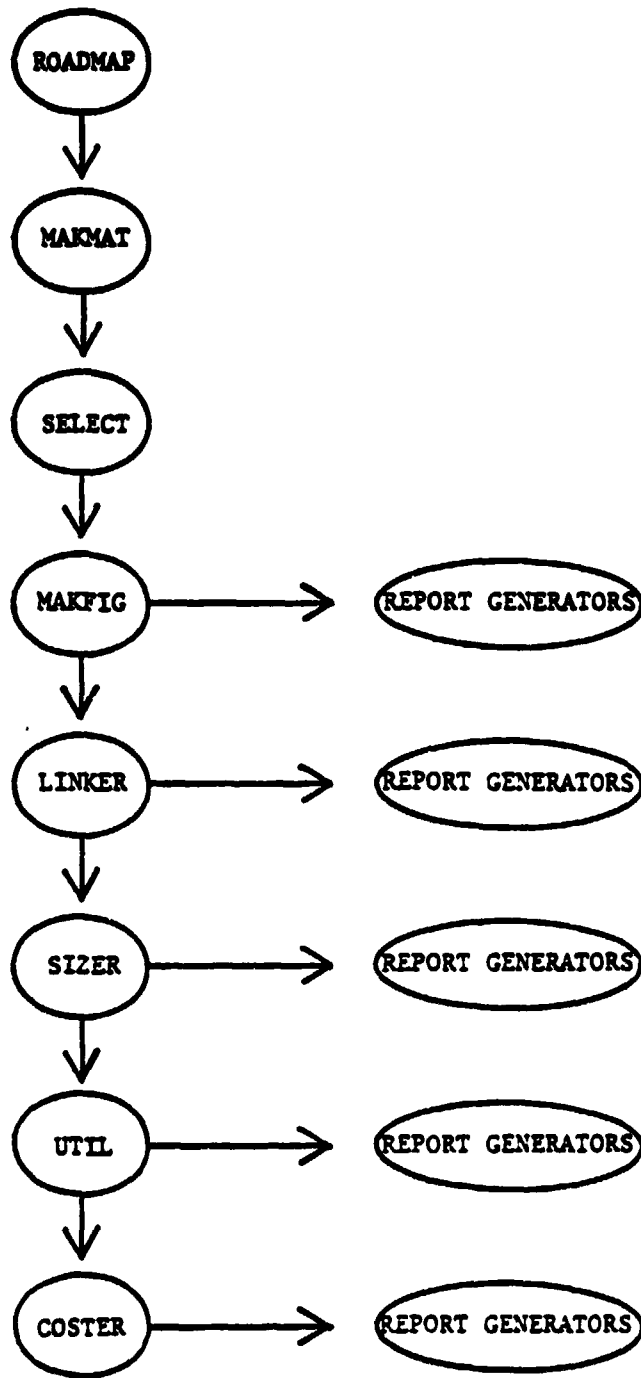 ROADMAP
MAKMAT
SELECT
MAKFIG
REPORT GENERATORS
LINKER
REPORT GENERATORS
SIZER
REPORT GENERATORS
UTIL
REPORT GENERATORS
COSTER
REPORT GENERATORS